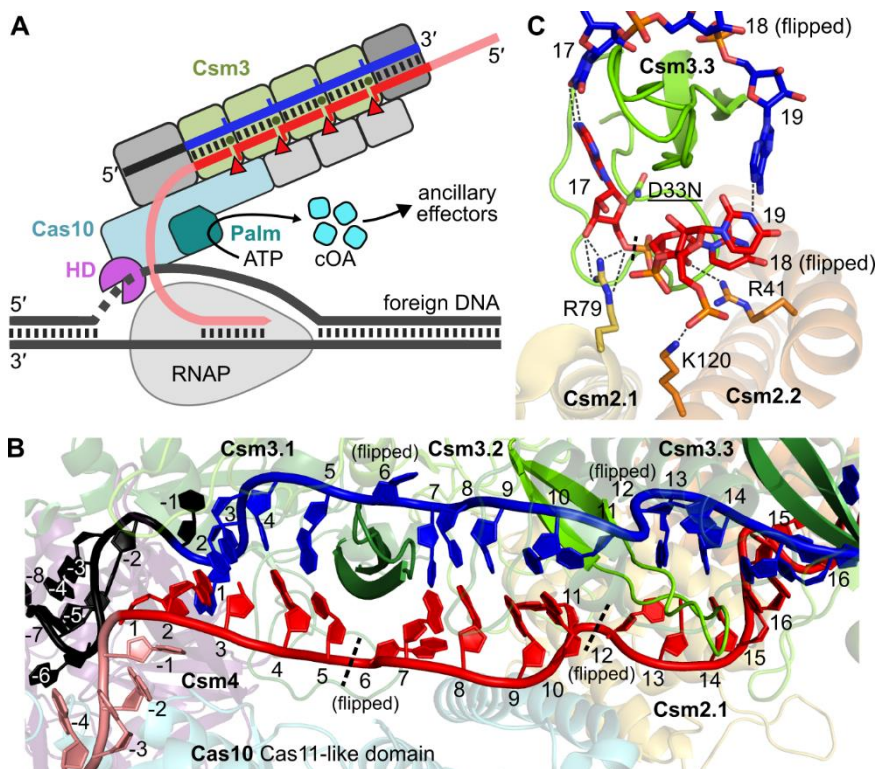 A
Csm3
3′
5′
5′
Cas10
Palm
ATP
cOA
ancillary
effectors
HD
foreign DNA
5′
3′
RNAP
C
18 (flipped)
17
Csm3.3
19
17
D33N
19
18 (flipped)
R79
R41
K120
Csm2.1
Csm2.2
B
Csm3.1
Csm3.2
Csm3.3
(flipped)
(flipped)
-1
2
3
4
5
6
7
8
9
10
11
12
13
14
15
16
1
-8
-7
-6
-5
-4
-3
-2
1
2
3
4
5
6
7
8
9
10
11
12
13
14
15
16
(flipped)
(flipped)
-1
-2
-3
-4
Csm4
Csm2.1
Cas10 Cas11-like domain